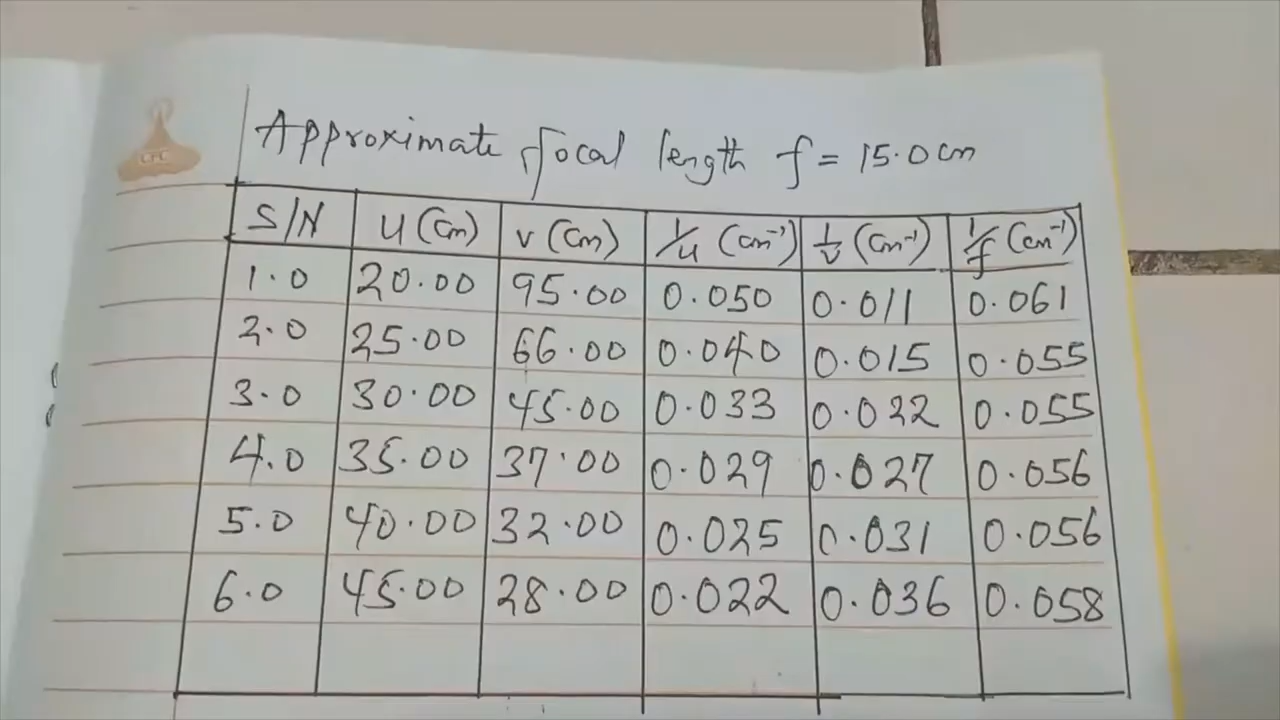 CFC
Approximate focal length f = 15.0 cm
S/N U (cm) v (cm) 1/u (cm⁻¹) 1/v (cm⁻¹) 1/f (cm⁻¹)
1.0 20.00 95.00 0.050 0.011 0.061
2.0 25.00 66.00 0.040 0.015 0.055
3.0 30.00 45.00 0.033 0.022 0.055
4.0 35.00 37.00 0.029 0.027 0.056
5.0 40.00 32.00 0.025 0.031 0.056
6.0 45.00 28.00 0.022 0.036 0.058